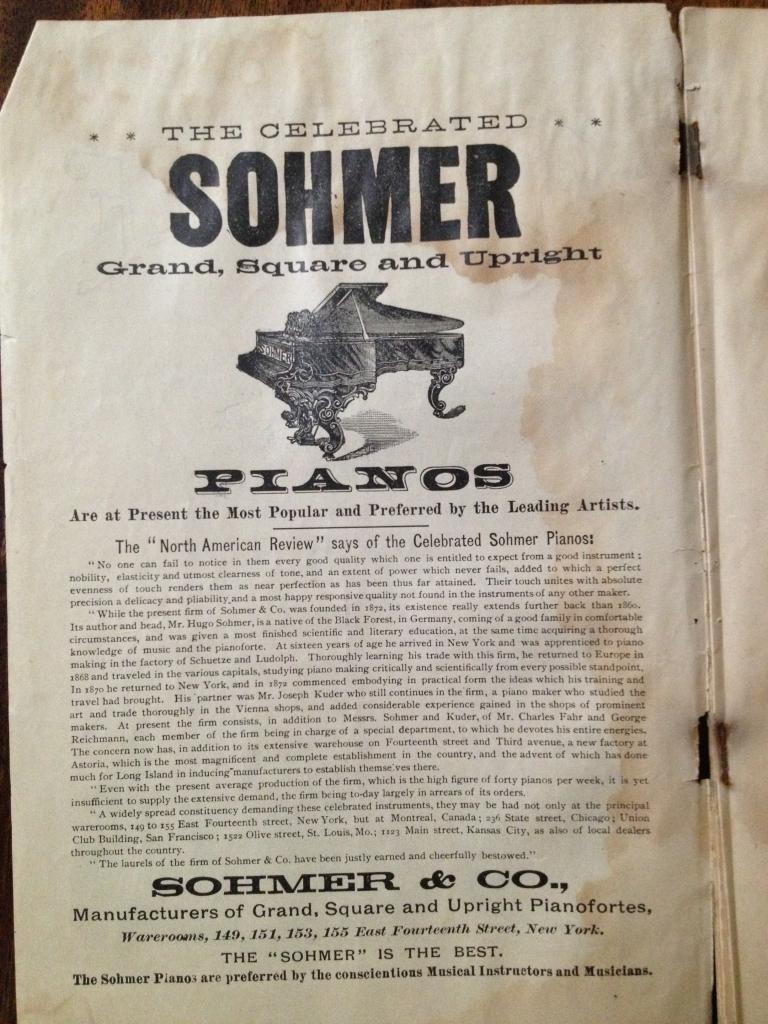 * * THE CELEBRATED * *
SOHMER
Grand, Square and Upright
SOHMER
PIANOS
Are at Present the Most Popular and Preferred by the Leading Artists.
The "North American Review" says of the Celebrated Sohmer Pianos:
"No one can fail to notice in them every good quality which one is entitled to expect from a good instrument;
nobility, elasticity and utmost clearness of tone, and an extent of power which never fails, added to which a perfect
evenness of touch renders them as near perfection as has been thus far attained. Their touch unites with absolute
precision a delicacy and pliability and a most happy responsive quality not found in the instruments of any other maker.
"While the present firm of Sohmer & Co. was founded in 1872, its existence really extends further back than 1860.
Its author and head, Mr. Hugo Sohmer, is a native of the Black Forest, in Germany, coming of a good family in comfortable
circumstances, and was given a most finished scientific and literary education, at the same time acquiring a thorough
knowledge of music and the pianoforte. At sixteen years of age he arrived in New York and was apprenticed to piano
making in the factory of Schuetze and Ludolph. Thoroughly learning his trade with this firm, he returned to Europe in
1868 and traveled in the various capitals, studying piano making critically and scientifically from every possible standpoint.
In 1870 he returned to New York, and in 1872 commenced embodying in practical form the ideas which his training and
travel had brought. His partner was Mr. Joseph Kuder who still continues in the firm, a piano maker who studied the
art and trade thoroughly in the Vienna shops, and added considerable experience gained in the shops of prominent
makers. At present the firm consists, in addition to Messrs. Sohmer and Kuder, of Mr. Charles Fahr and George
Reichmann, each member of the firm being in charge of a special department, to which he devotes his entire energies.
The concern now has, in addition to its extensive warehouse on Fourteenth street and Third avenue, a new factory at
Astoria, which is the most magnificent and complete establishment in the country, and the advent of which has done
much for Long Island in inducing manufacturers to establish themselves there.
"Even with the present average production of the firm, which is the high figure of forty pianos per week, it is yet
insufficient to supply the extensive demand, the firm being to-day largely in arrears of its orders.
"A widely spread constituency demanding these celebrated instruments, they may be had not only at the principal
warerooms, 149 to 155 East Fourteenth street, New York, but at Montreal, Canada; 236 State street, Chicago; Union
Club Building, San Francisco; 1522 Olive street, St. Louis, Mo.; 1123 Main street, Kansas City, as also of local dealers
throughout the country.
"The laurels of the firm of Sohmer & Co. have been justly earned and cheerfully bestowed."
SOHMER & CO.,
Manufacturers of Grand, Square and Upright Pianofortes,
Warerooms, 149, 151, 153, 155 East Fourteenth Street, New York.
THE "SOHMER" IS THE BEST.
The Sohmer Pianos are preferred by the conscientious Musical Instructors and Musicians.